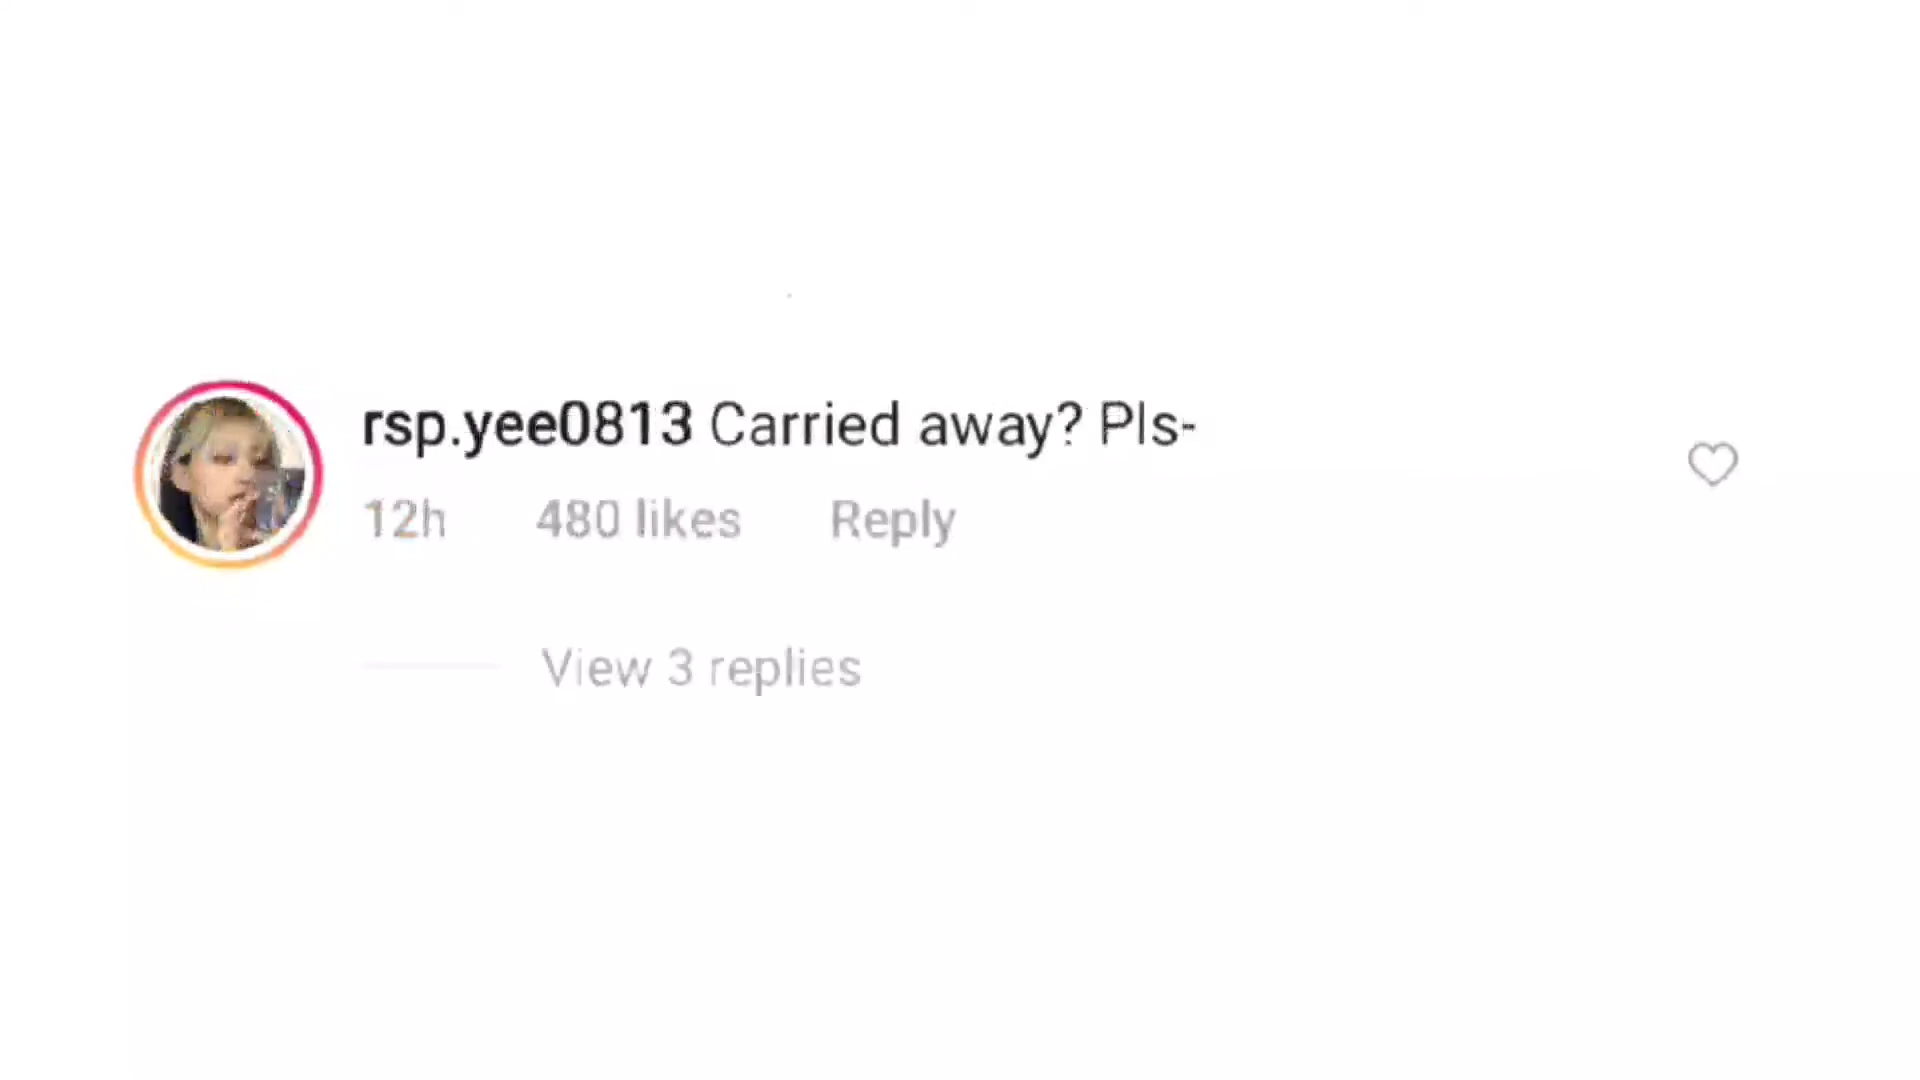 rsp.yee0813 Carried away? Pls-
12h 480 likes Reply
View 3 replies